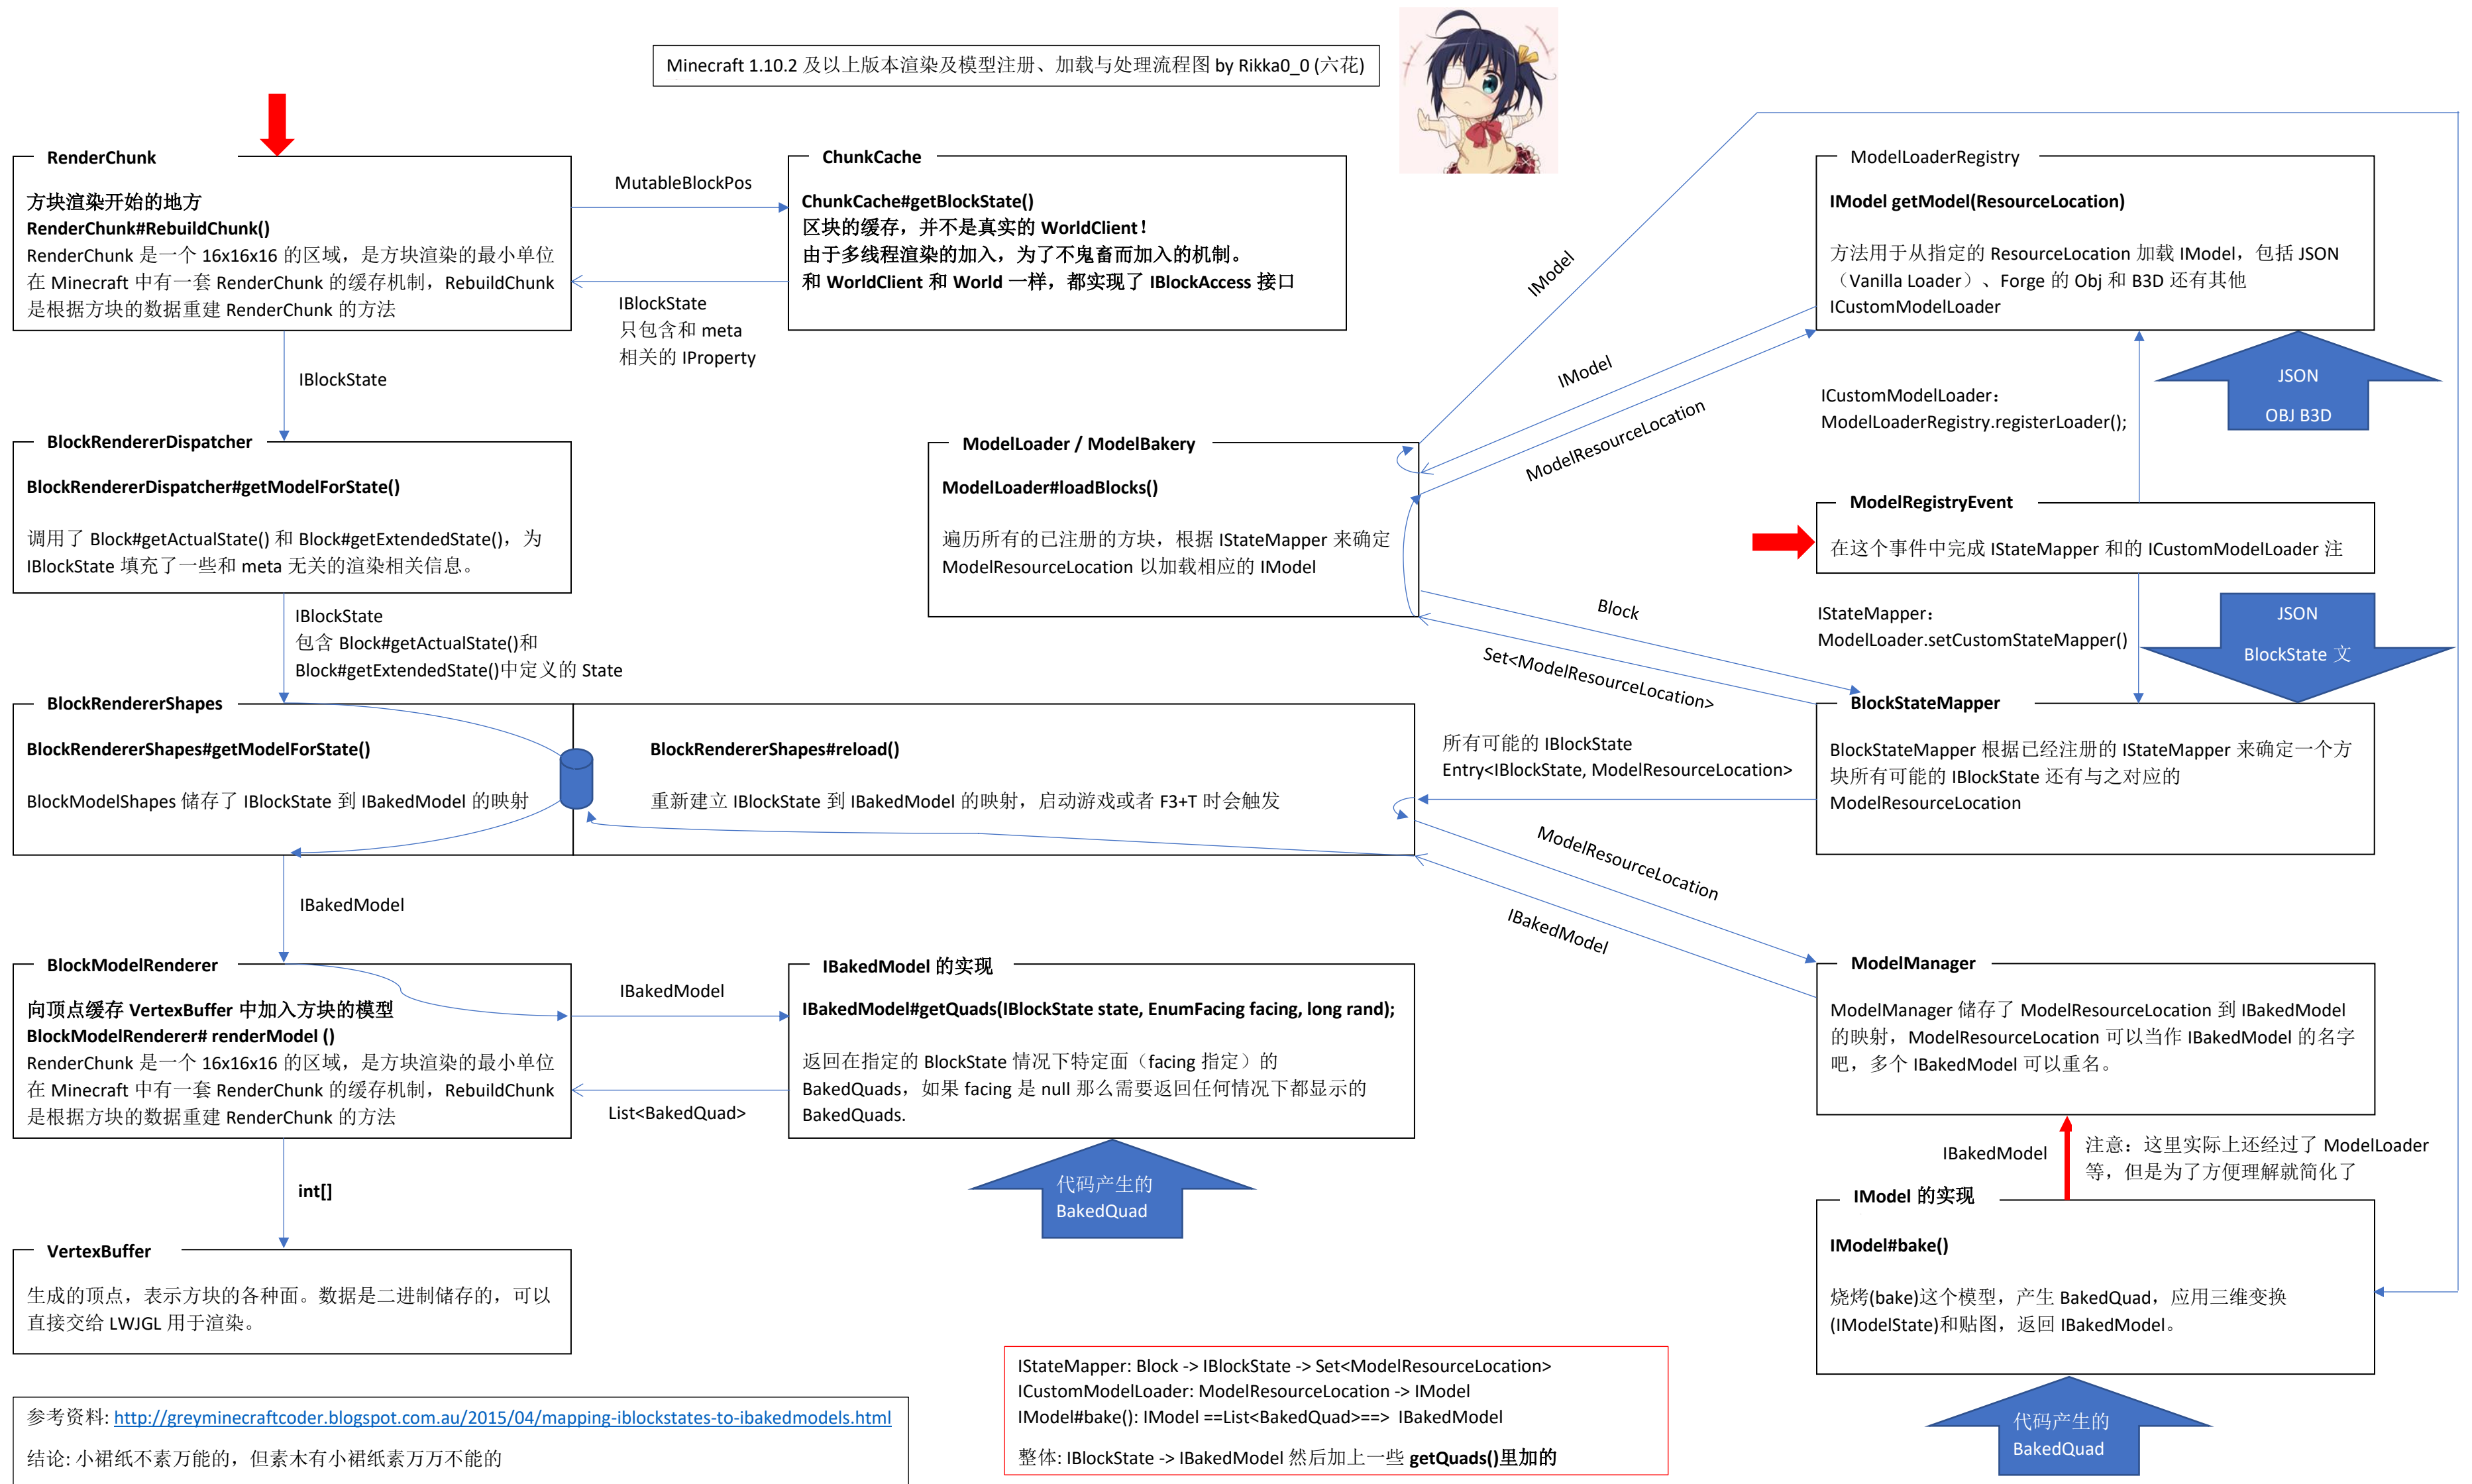 Minecraft 1.10.2 及以上版本渲染及模型注册、加载与处理流程图 by Rikka0_0 (六花)
RenderChunk
方块渲染开始的地方
RenderChunk#RebuildChunk()
RenderChunk 是一个 16x16x16 的区域，是方块渲染的最小单位
在 Minecraft 中有一套 RenderChunk 的缓存机制，RebuildChunk
是根据方块的数据重建 RenderChunk 的方法
MutableBlockPos
IBlockState
只包含和 meta
相关的 IProperty
ChunkCache
ChunkCache#getBlockState()
区块的缓存，并不是真实的 WorldClient！
由于多线程渲染的加入，为了不鬼畜而加入的机制。
和 WorldClient 和 World 一样，都实现了 IBlockAccess 接口
IModel
ModelLoaderRegistry
IModel getModel(ResourceLocation)
方法用于从指定的 ResourceLocation 加载 IModel，包括 JSON
（Vanilla Loader）、Forge 的 Obj 和 B3D 还有其他
ICustomModelLoader
IBlockState
IModel
ModelResourceLocation
ICustomModelLoader：
ModelLoaderRegistry.registerLoader();
JSON
OBJ B3D
BlockRendererDispatcher
BlockRendererDispatcher#getModelForState()
调用了 Block#getActualState() 和 Block#getExtendedState()，为
IBlockState 填充了一些和 meta 无关的渲染相关信息。
ModelLoader / ModelBakery
ModelLoader#loadBlocks()
遍历所有的已注册的方块，根据 IStateMapper 来确定
ModelResourceLocation 以加载相应的 IModel
ModelRegistryEvent
在这个事件中完成 IStateMapper 和的 ICustomModelLoader 注
IBlockState
包含 Block#getActualState()和
Block#getExtendedState()中定义的 State
Block
Set<ModelResourceLocation>
IStateMapper：
ModelLoader.setCustomStateMapper()
JSON
BlockState 文
BlockRendererShapes
BlockRendererShapes#getModelForState()
BlockModelShapes 储存了 IBlockState 到 IBakedModel 的映射
BlockRendererShapes#reload()
重新建立 IBlockState 到 IBakedModel 的映射，启动游戏或者 F3+T 时会触发
所有可能的 IBlockState
Entry<IBlockState, ModelResourceLocation>
BlockStateMapper
BlockStateMapper 根据已经注册的 IStateMapper 来确定一个方
块所有可能的 IBlockState 还有与之对应的
ModelResourceLocation
IBakedModel
ModelResourceLocation
IBakedModel
BlockModelRenderer
向顶点缓存 VertexBuffer 中加入方块的模型
BlockModelRenderer# renderModel ()
RenderChunk 是一个 16x16x16 的区域，是方块渲染的最小单位
在 Minecraft 中有一套 RenderChunk 的缓存机制，RebuildChunk
是根据方块的数据重建 RenderChunk 的方法
IBakedModel
List<BakedQuad>
IBakedModel 的实现
IBakedModel#getQuads(IBlockState state, EnumFacing facing, long rand);
返回在指定的 BlockState 情况下特定面（facing 指定）的
BakedQuads，如果 facing 是 null 那么需要返回任何情况下都显示的
BakedQuads.
代码产生的
BakedQuad
ModelManager
ModelManager 储存了 ModelResourceLocation 到 IBakedModel
的映射，ModelResourceLocation 可以当作 IBakedModel 的名字
吧，多个 IBakedModel 可以重名。
IBakedModel
注意：这里实际上还经过了 ModelLoader
等，但是为了方便理解就简化了
int[]
IModel 的实现
IModel#bake()
烧烤(bake)这个模型，产生 BakedQuad，应用三维变换
(IModelState)和贴图，返回 IBakedModel。
代码产生的
BakedQuad
VertexBuffer
生成的顶点，表示方块的各种面。数据是二进制储存的，可以
直接交给 LWJGL 用于渲染。
参考资料: http://greyminecraftcoder.blogspot.com.au/2015/04/mapping-iblockstates-to-ibakedmodels.html
结论: 小裙纸不素万能的，但素木有小裙纸素万万不能的
IStateMapper: Block -> IBlockState -> Set<ModelResourceLocation>
ICustomModelLoader: ModelResourceLocation -> IModel
IModel#bake(): IModel ==List<BakedQuad>==> IBakedModel
整体: IBlockState -> IBakedModel 然后加上一些 getQuads()里加的